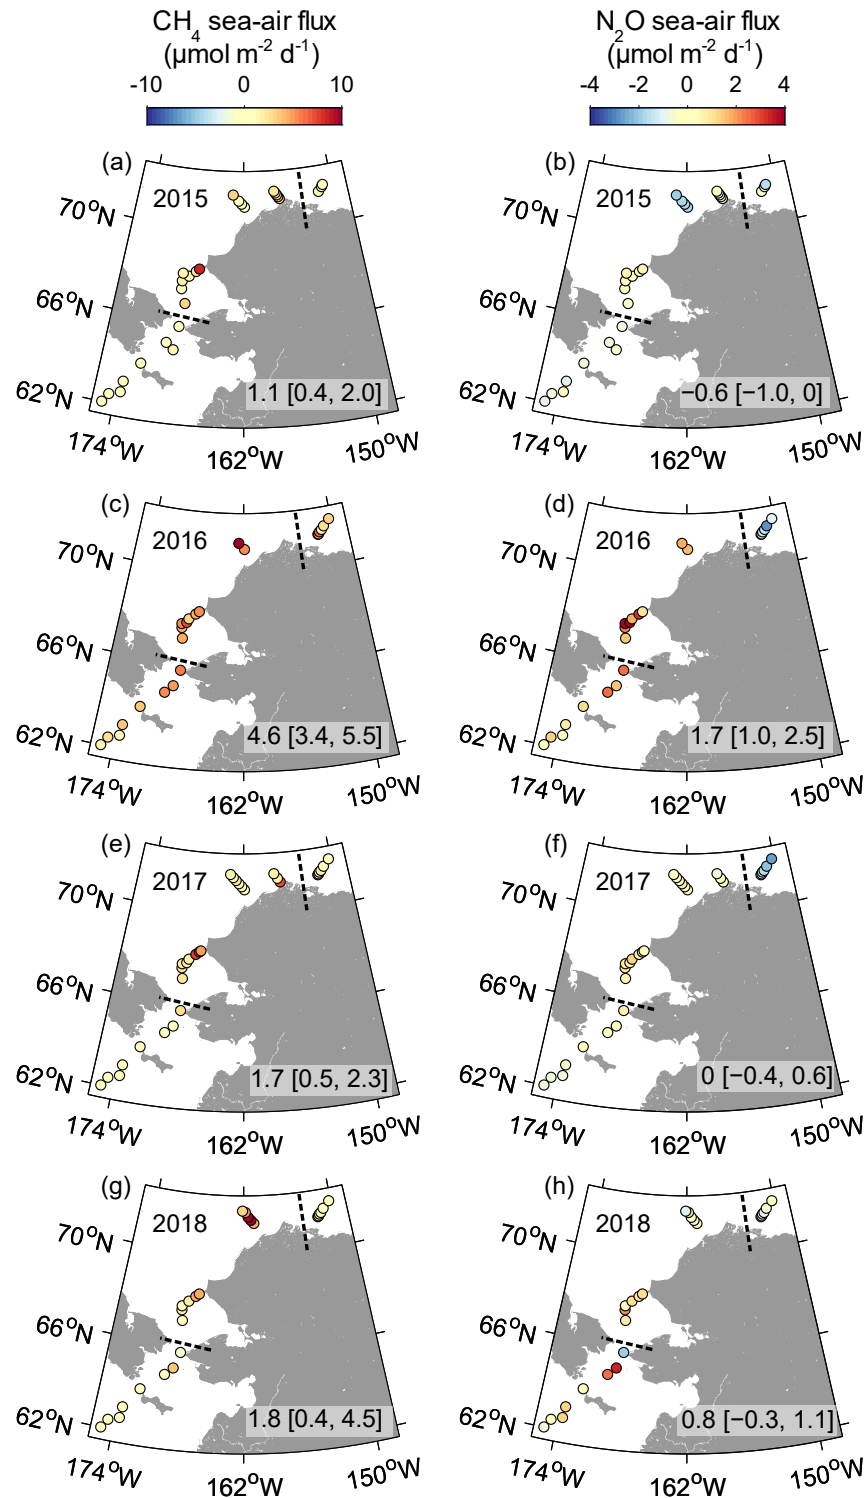 CH4 sea-air flux
(µmol m-2 d-1)
-10 0 10
N2O sea-air flux
(µmol m-2 d-1)
-4 -2 0 2 4
(a)
2015
70oN
66oN
62oN
1.1 [0.4, 2.0]
174oW
162oW
150oW
(b)
2015
70oN
66oN
62oN
−0.6 [−1.0, 0]
174oW
162oW
150oW
(c)
2016
70oN
66oN
62oN
4.6 [3.4, 5.5]
174oW
162oW
150oW
(d)
2016
70oN
66oN
62oN
1.7 [1.0, 2.5]
174oW
162oW
150oW
(e)
2017
70oN
66oN
62oN
1.7 [0.5, 2.3]
174oW
162oW
150oW
(f)
2017
70oN
66oN
62oN
0 [−0.4, 0.6]
174oW
162oW
150oW
(g)
2018
70oN
66oN
62oN
1.8 [0.4, 4.5]
174oW
162oW
150oW
(h)
2018
70oN
66oN
62oN
0.8 [−0.3, 1.1]
174oW
162oW
150oW